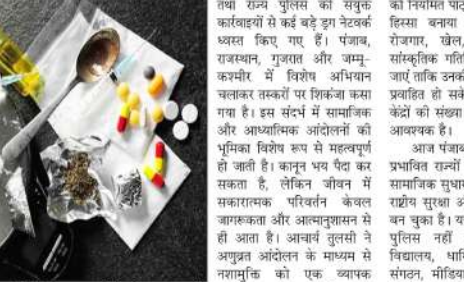 तथा राज्य पुलिस की संयुक्त
कार्रवाइयों से कई बड़े ड्रग नेटवर्क
ध्वस्त किए गए हैं। पंजाब,
राजस्थान, गुजरात और जम्मू-
कश्मीर में विशेष अभियान
चलाकर तस्करों पर शिकंजा कसा
गया है। इस संदर्भ में सामाजिक
और आध्यात्मिक आंदोलनों की
भूमिका विशेष रूप से महत्वपूर्ण
हो जाती है। कानून भय पैदा कर
सकता है, लेकिन जीवन में
सकारात्मक परिवर्तन केवल
जागरूकता और आत्मानुशासन से
ही आता है। आचार्य तुलसी ने
अणुव्रत आंदोलन के माध्यम से
नशामुक्ति को एक व्यापक
को नियमित
हिस्सा बनाया
रोजगार, खेल,
सांस्कृतिक
जाएं ताकि उनकी
प्रवाहित हो
केंद्रों की संख्या
आवश्यक है।
आज पंजाब
प्रभावित राज्यों
सामाजिक
राष्ट्रीय सुरक्षा
बन चुका है।
पुलिस नहीं
विद्यालय,
संगठन,